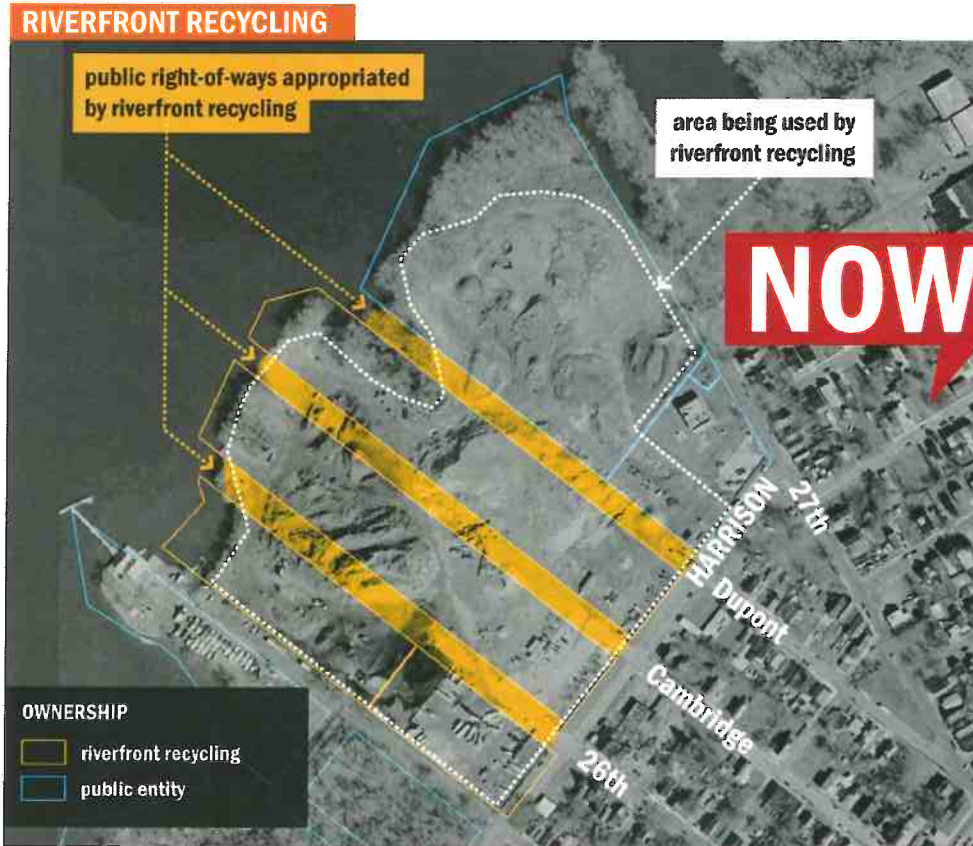 RIVERFRONT RECYCLING
public right-of-ways appropriated
by riverfront recycling
area being used by
riverfront recycling
NOW
HARRISON
27th
Dupont
Cambridge
26th
OWNERSHIP
riverfront recycling
public entity